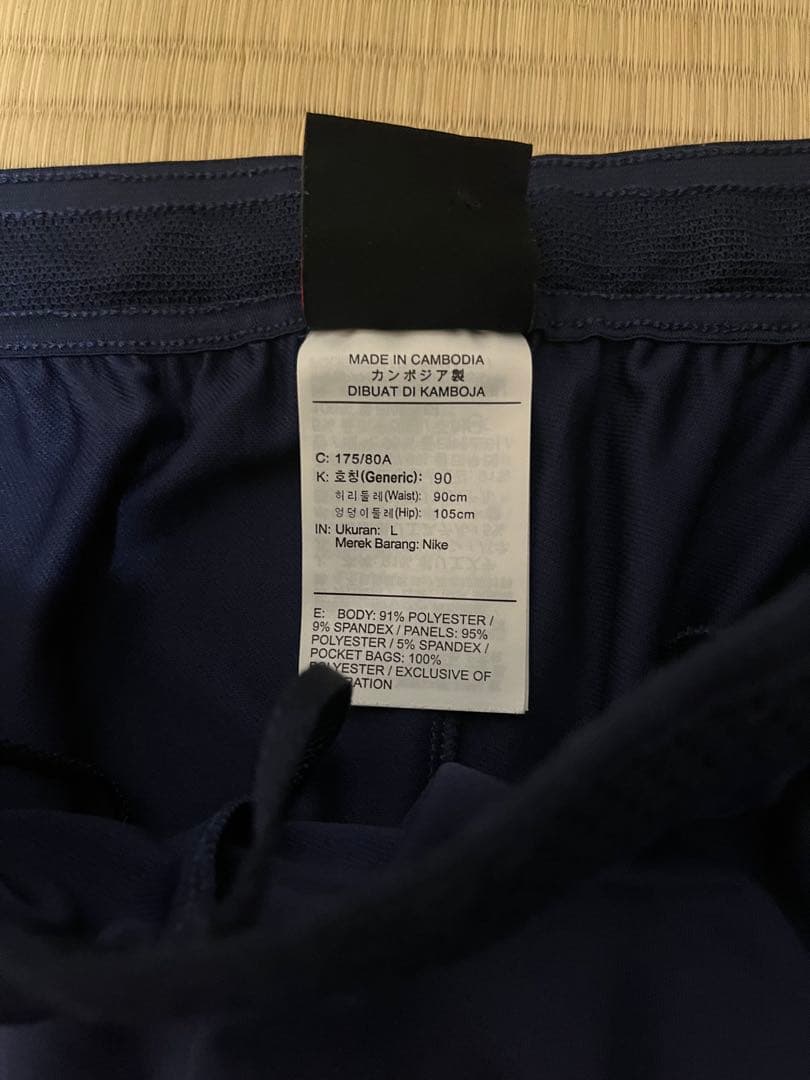 MADE IN CAMBODIA
カンボジア製
DIBUAT DI KAMBOJA
C: 175/80A
K: 호칭(Generic): 90
허리둘레(Waist): 90cm
엉덩이둘레(Hip): 105cm
IN: Ukuran: L
Merek Barang: Nike
E: BODY: 91% POLYESTER /
9% SPANDEX / PANELS: 95%
POLYESTER / 5% SPANDEX /
POCKET BAGS: 100%
POLYESTER / EXCLUSIVE OF